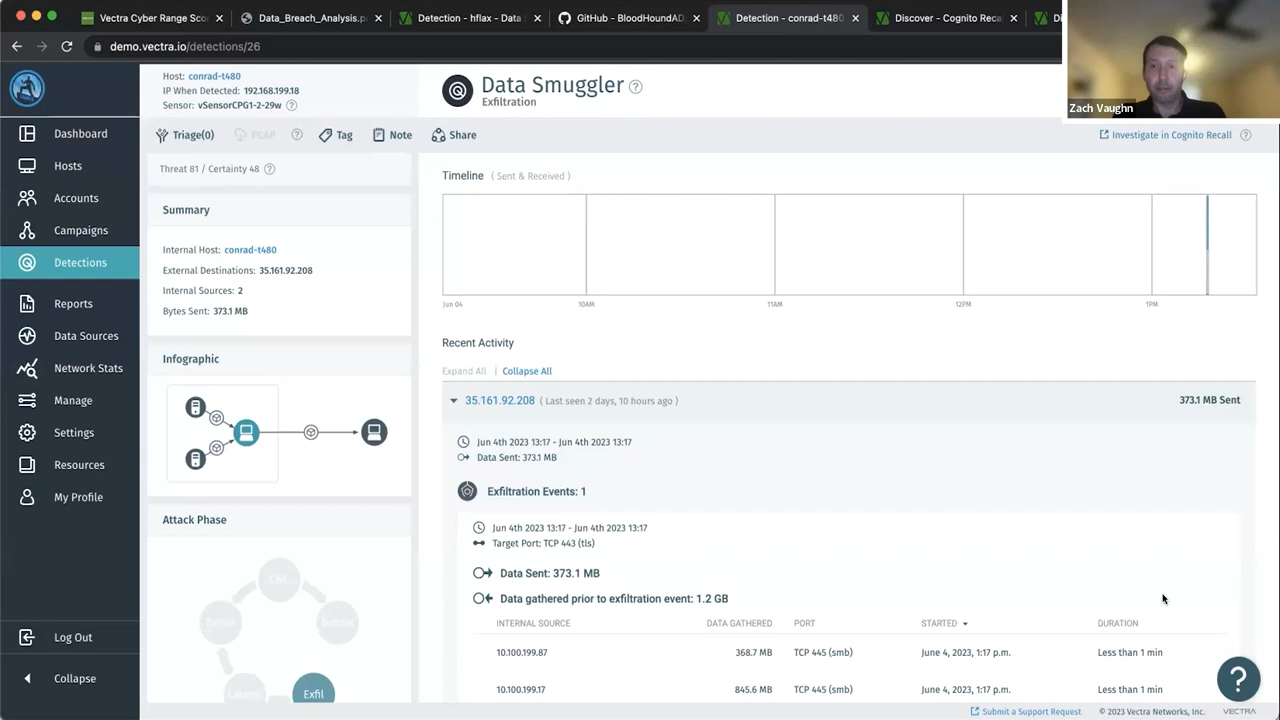 Vectra Cyber Range Sco
Data_Breach_Analysis.p
Detection - hflax - Data
GitHub - BloodHoundAD
Detection - conrad-t480
Discover - Cognito Reca
demo.vectra.io/detections/26
Zach Vaughn
Dashboard
Hosts
Accounts
Campaigns
Detections
Reports
Data Sources
Network Stats
Manage
Settings
Resources
My Profile
Log Out
Collapse
Host: conrad-t480
IP When Detected: 192.168.199.18
Sensor: vSensorCPG1-2-29w
Data Smuggler
Exfiltration
Triage(0)
PCAP
Tag
Note
Share
Investigate in Cognito Recall
Threat 81 / Certainty 48
Summary
Internal Host: conrad-t480
External Destinations: 35.161.92.208
Internal Sources: 2
Bytes Sent: 373.1 MB
Infographic
Attack Phase
C&C
Recon
Botnet
Lateral
Exfil
Timeline ( Sent & Received )
Jun 04
10AM
11AM
12PM
1PM
Recent Activity
Expand All | Collapse All
35.161.92.208 ( Last seen 2 days, 10 hours ago )
373.1 MB Sent
Jun 4th 2023 13:17 - Jun 4th 2023 13:17
Data Sent: 373.1 MB
Exfiltration Events: 1
Jun 4th 2023 13:17 - Jun 4th 2023 13:17
Target Port: TCP 443 (tls)
Data Sent: 373.1 MB
Data gathered prior to exfiltration event: 1.2 GB
INTERNAL SOURCE DATA GATHERED PORT STARTED DURATION
10.100.199.87 368.7 MB TCP 445 (smb) June 4, 2023, 1:17 p.m. Less than 1 min
10.100.199.17 845.6 MB TCP 445 (smb) June 4, 2023, 1:17 p.m. Less than 1 min
Submit a Support Request
© 2023 Vectra Networks, Inc.
VECTRA